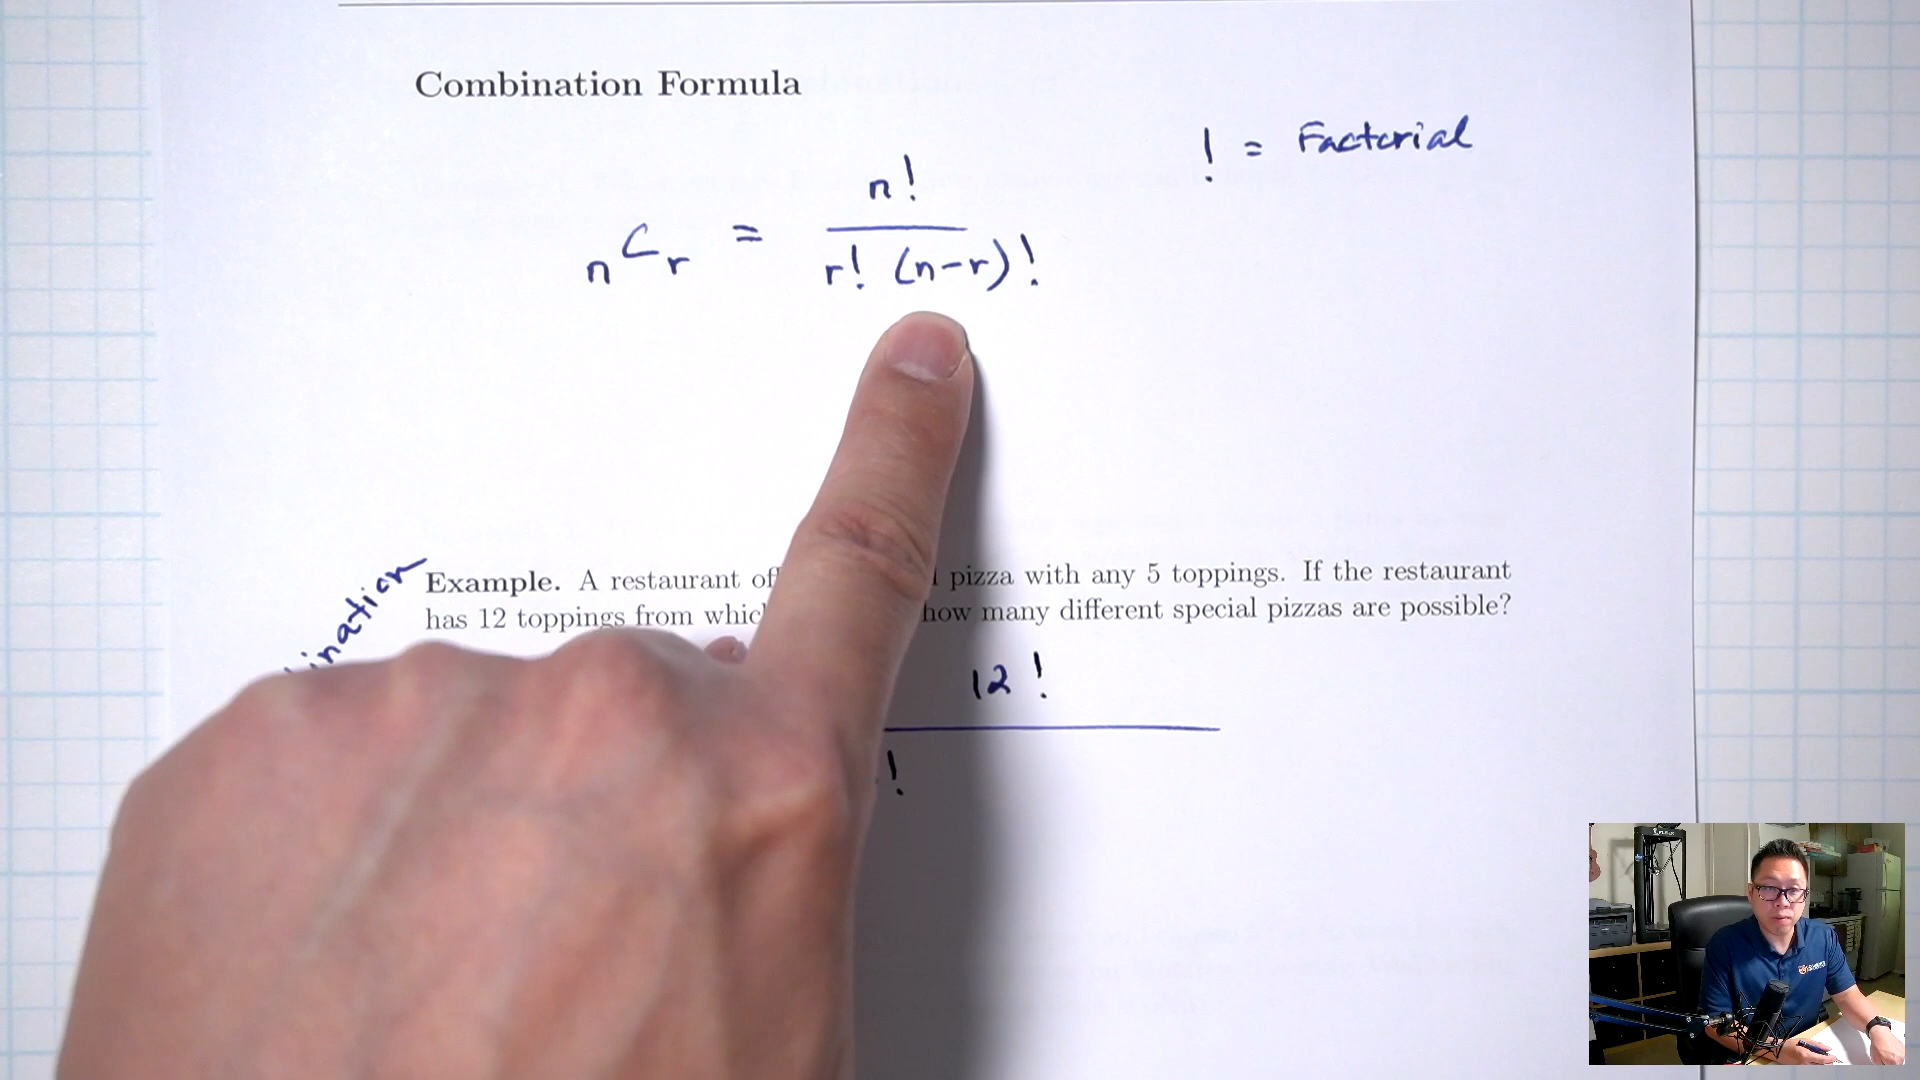 Combination Formula
! = Factorial
nCr = n! / r! (n-r)!
Example. A restaurant of pizza with any 5 toppings. If the restaurant
has 12 toppings from which how many different special pizzas are possible?
12!
!